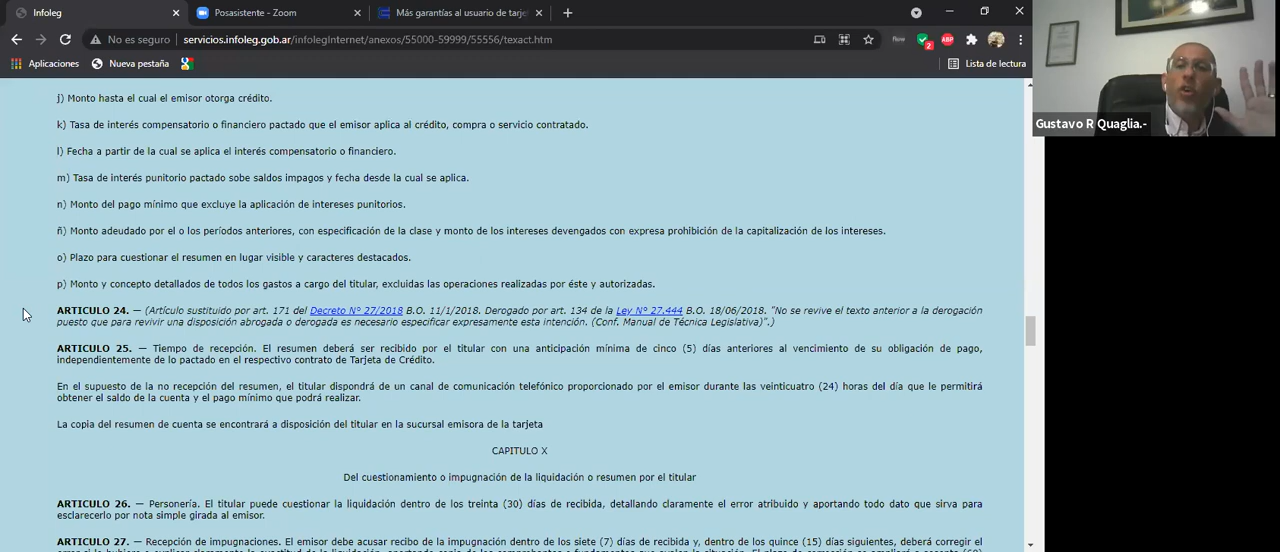 Infoleg
Posasistente - Zoom
Más garantías al usuario de tarje
No es seguro
servicios.infoleg.gob.ar/infolegInternet/anexos/55000-59999/55556/texact.htm
2
ABP
Aplicaciones
Nueva pestaña
Lista de lectura
Gustavo R Quaglia.-
j) Monto hasta el cual el emisor otorga crédito.
k) Tasa de interés compensatorio o financiero pactado que el emisor aplica al crédito, compra o servicio contratado.
l) Fecha a partir de la cual se aplica el interés compensatorio o financiero.
m) Tasa de interés punitorio pactado sobe saldos impagos y fecha desde la cual se aplica.
n) Monto del pago mínimo que excluye la aplicación de intereses punitorios.
ñ) Monto adeudado por el o los períodos anteriores, con especificación de la clase y monto de los intereses devengados con expresa prohibición de la capitalización de los intereses.
o) Plazo para cuestionar el resumen en lugar visible y caracteres destacados.
p) Monto y concepto detallados de todos los gastos a cargo del titular, excluidas las operaciones realizadas por éste y autorizadas.
ARTICULO 24. — (Artículo sustituido por art. 171 del Decreto N° 27/2018 B.O. 11/1/2018. Derogado por art. 134 de la Ley N° 27.444 B.O. 18/06/2018. "No se revive el texto anterior a la derogación
puesto que para revivir una disposición abrogada o derogada es necesario especificar expresamente esta intención. (Conf. Manual de Técnica Legislativa)".)
ARTICULO 25. — Tiempo de recepción. El resumen deberá ser recibido por el titular con una anticipación mínima de cinco (5) días anteriores al vencimiento de su obligación de pago,
independientemente de lo pactado en el respectivo contrato de Tarjeta de Crédito.
En el supuesto de la no recepción del resumen, el titular dispondrá de un canal de comunicación telefónico proporcionado por el emisor durante las veinticuatro (24) horas del día que le permitirá
obtener el saldo de la cuenta y el pago mínimo que podrá realizar.
La copia del resumen de cuenta se encontrará a disposición del titular en la sucursal emisora de la tarjeta
CAPITULO X
Del cuestionamiento o impugnación de la liquidación o resumen por el titular
ARTICULO 26. — Personería. El titular puede cuestionar la liquidación dentro de los treinta (30) días de recibida, detallando claramente el error atribuido y aportando todo dato que sirva para
esclarecerlo por nota simple girada al emisor.
ARTICULO 27. — Recepción de impugnaciones. El emisor debe acusar recibo de la impugnación dentro de los siete (7) días de recibida y, dentro de los quince (15) días siguientes, deberá corregir el